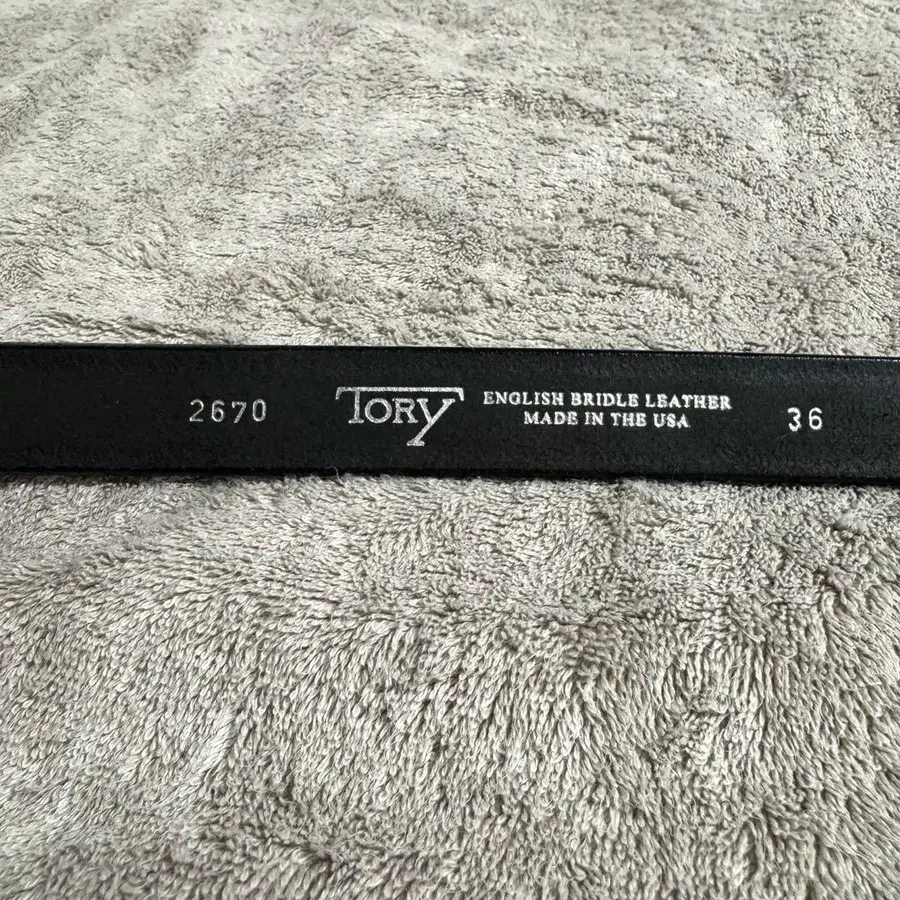 2670
TORY
ENGLISH BRIDLE LEATHER
MADE IN THE USA
36